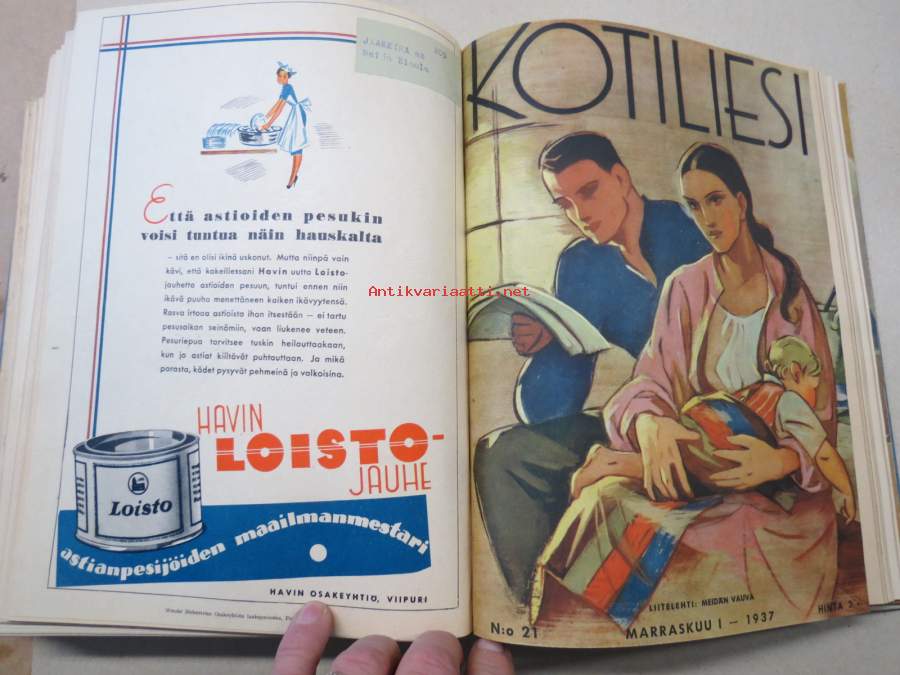 Että astioiden pesukin
voisi tuntua näin hauskalta
— sitä en olisi ikinä uskonut. Mutta niinpä vain
kävi, että kokeillessani Havin uutta Loisto-
jauhetta astioiden pesuun, tuntui ennen niin
ikävä puuha menettäneen kaiken ikävyytensä.
Rasva irtoaa astioista ihan itsestään — ei tartu
pesuaikan seinämiin, vaan liukenee veteen.
Pesuriepua tarvitsee tuskin heilauttaakaan,
kun jo astiat kiiltävät puhtauttaan. Ja mikä
parasta, kädet pysyvät pehmeinä ja valkoisina.
HAVIN
LOISTO-
JAUHE
Loisto
astianpesijöiden maailmanmestari
HAVIN OSAKEYHTIÖ, VIIPURI
KOTILIESI
LIITELEHTI: MEIDÄN VAUVA
N:o 21
MARRASKUU 1 — 1937
HINTA
Antikvariaatti.net